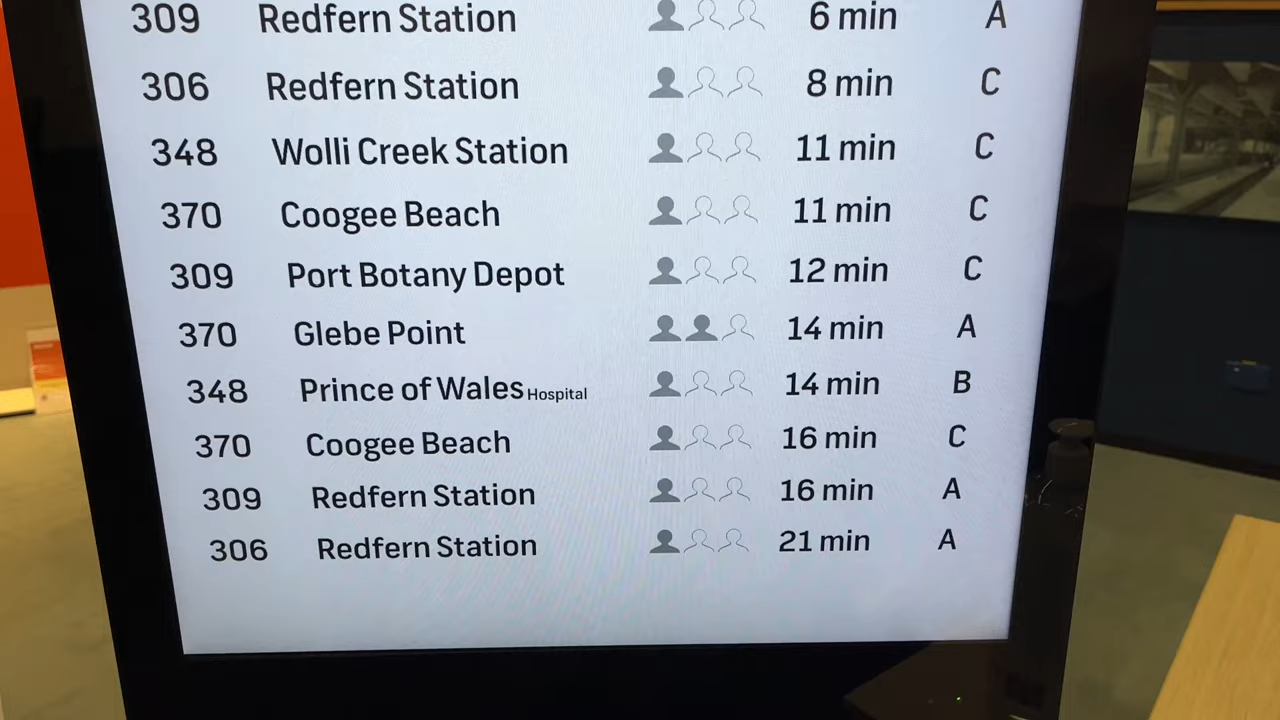 309 Redfern Station 6 min A
306 Redfern Station 8 min C
348 Wolli Creek Station 11 min C
370 Coogee Beach 11 min C
309 Port Botany Depot 12 min C
370 Glebe Point 14 min A
348 Prince of Wales Hospital 14 min B
370 Coogee Beach 16 min C
309 Redfern Station 16 min A
306 Redfern Station 21 min A